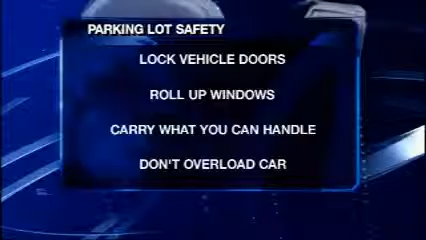 PARKING LOT SAFETY
LOCK VEHICLE DOORS
ROLL UP WINDOWS
CARRY WHAT YOU CAN HANDLE
DON'T OVERLOAD CAR